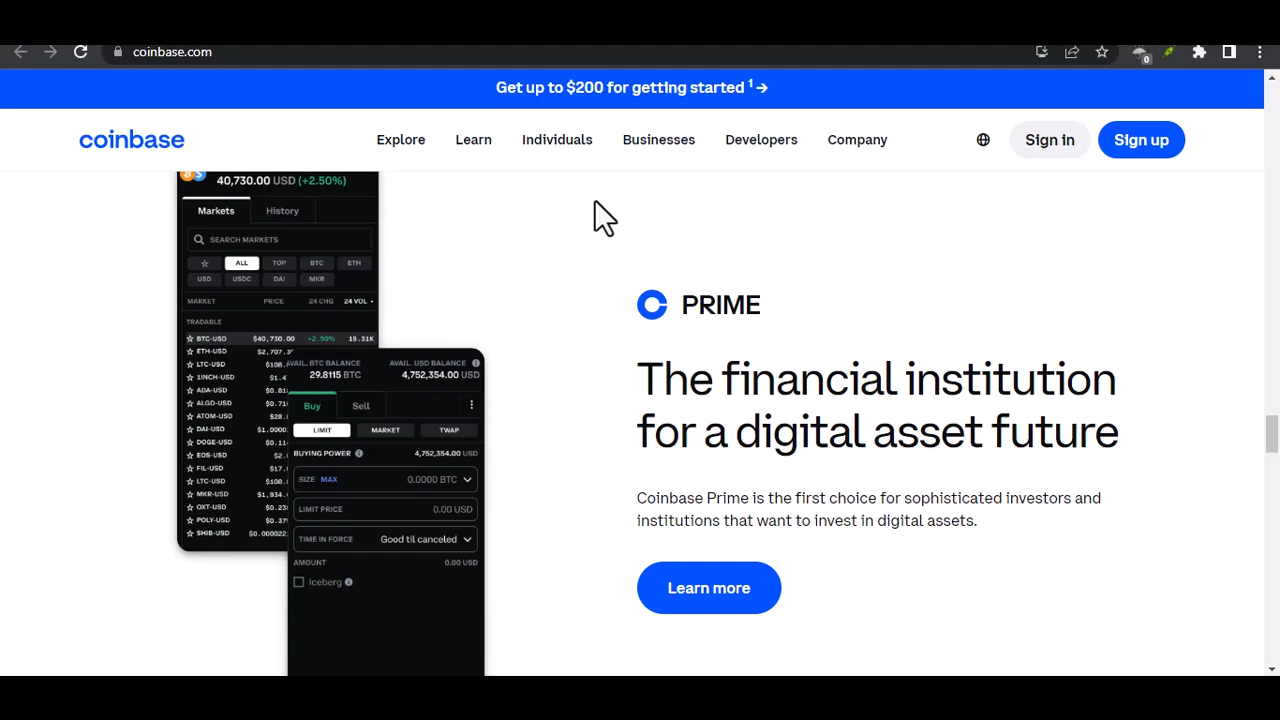 coinbase.com
0
Get up to $200 for getting started 1 →
coinbase
Explore
Learn
Individuals
Businesses
Developers
Company
Sign in
Sign up
40,730.00 USD (+2.50%)
Markets
History
SEARCH MARKETS
ALL
TOP
BTC
ETH
USD
USDC
DAI
MKR
MARKET
PRICE
24 CHG
24 VOL
TRADABLE
BTC-USD $40,730.00 +2.50% 19.31K
ETH-USD
LTC-USD
1INCH-USD
ADA-USD
ALGO-USD
ATOM-USD
DAI-USD
DOGE-USD
EOS-USD
FIL-USD
LTC-USD
MKR-USD
OXT-USD
POLY-USD
SHIB-USD
AVAIL. BTC BALANCE
29.8115 BTC
AVAIL. USD BALANCE
4,752,354.00 USD
Buy
Sell
LIMIT
MARKET
TWAP
BUYING POWER 4,752,354.00 USD
SIZE MAX 0.0000 BTC
LIMIT PRICE 0.00 USD
TIME IN FORCE Good til canceled
AMOUNT 0.00 USD
Iceberg
PRIME
The financial institution
for a digital asset future
Coinbase Prime is the first choice for sophisticated investors and
institutions that want to invest in digital assets.
Learn more